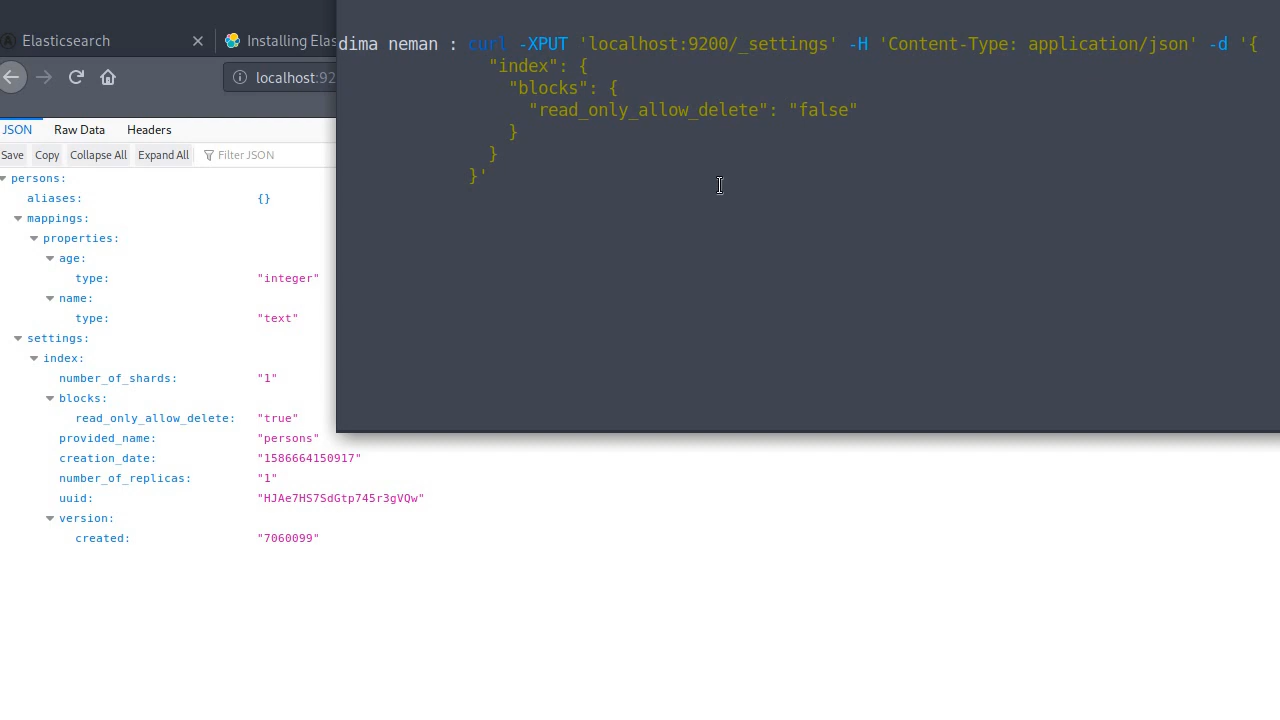 Elasticsearch
Installing Elas
localhost:92
JSON Raw Data Headers
Save Copy Collapse All Expand All Filter JSON
persons:
aliases: {}
mappings:
properties:
age:
type: "integer"
name:
type: "text"
settings:
index:
number_of_shards: "1"
blocks:
read_only_allow_delete: "true"
provided_name: "persons"
creation_date: "1586664150917"
number_of_replicas: "1"
uuid: "HJAe7HS7SdGtp745r3gVQw"
version:
created: "7060099"
dima neman : curl -XPUT 'localhost:9200/_settings' -H 'Content-Type: application/json' -d '{
"index": {
"blocks": {
"read_only_allow_delete": "false"
}
}
}'